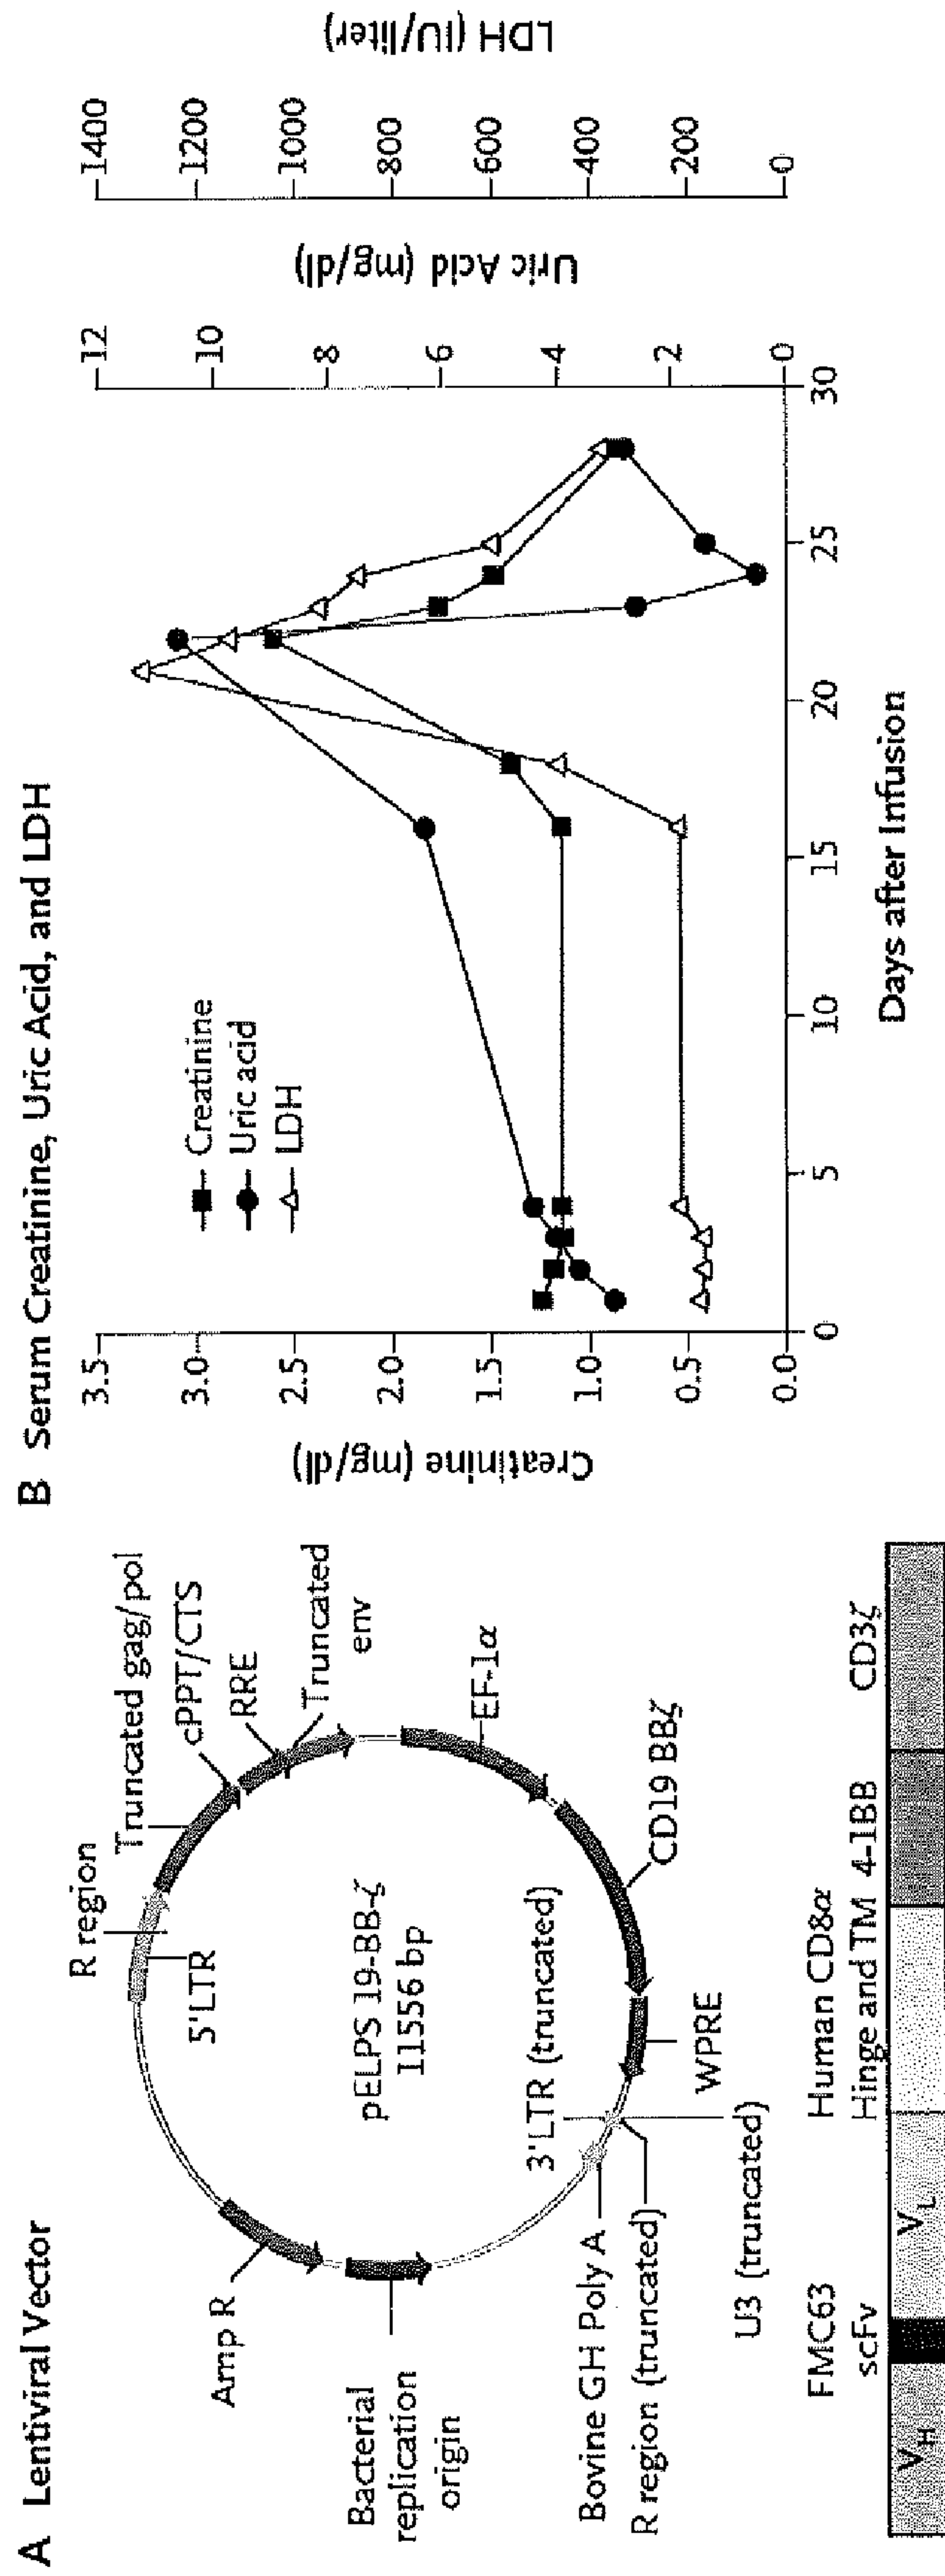 A Lentiviral Vector
R region
Truncated gag/pol
cPPT/CTS
RRE
Truncated
env
5'LTR
Amp R
pELPS 19-BB-ζ
11556 bp
EF-1α
Bacterial
replication
origin
3'LTR (truncated)
CD19 BBζ
Bovine GH Poly A
R region (truncated)
WPRE
U3 (truncated)
FMC63
scFv
Human CD8α
Hinge and TM
4-1BB
CD3ζ
VH
VL
B Serum Creatinine, Uric Acid, and LDH
Creatinine
Uric acid
LDH
Creatinine (mg/dl)
3.5
3.0
2.5
2.0
1.5
1.0
0.5
0.0
Uric Acid (mg/dl)
12
10
8
6
4
2
0
LDH (IU/liter)
1400
1200
1000
800
600
400
200
0
0 5 10 15 20 25 30
Days after Infusion